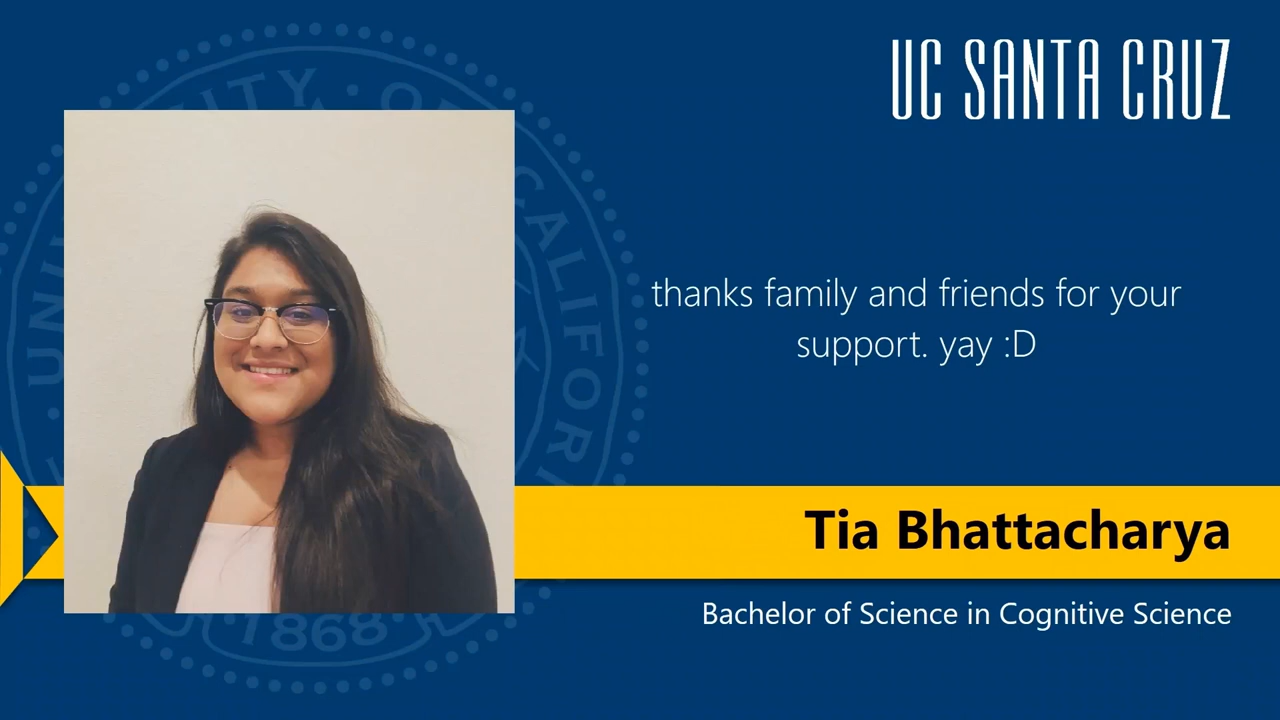 UC SANTA CRUZ
thanks family and friends for your
support. yay :D
Tia Bhattacharya
Bachelor of Science in Cognitive Science
1868